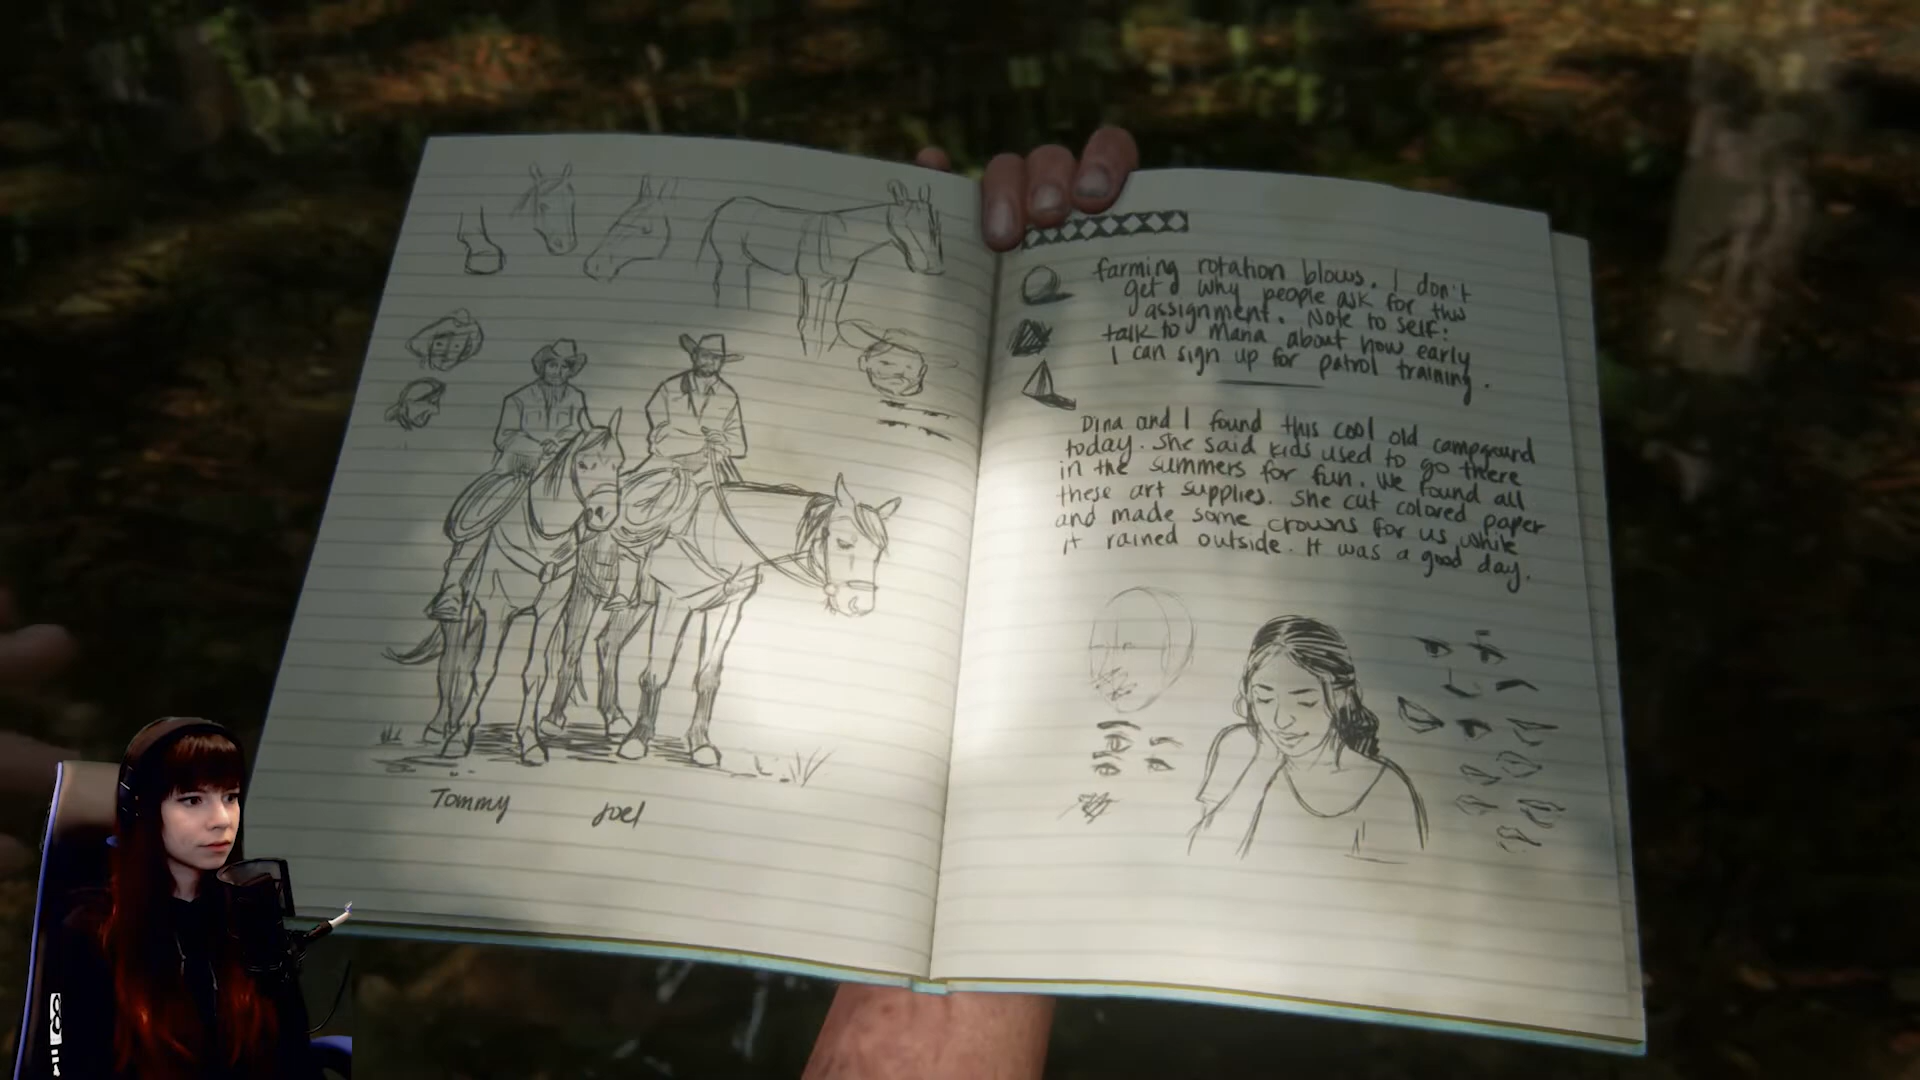 Tommy
Joel
farming rotation blows. I don't
get why people ask for this
assignment. Note to self:
talk to Maria about how early
I can sign up for patrol training.
Dina and I found this cool old campground
today. She said kids used to go there
in the summers for fun. We found all
these art supplies. She cut colored paper
and made some crowns for us while
it rained outside. It was a good day.